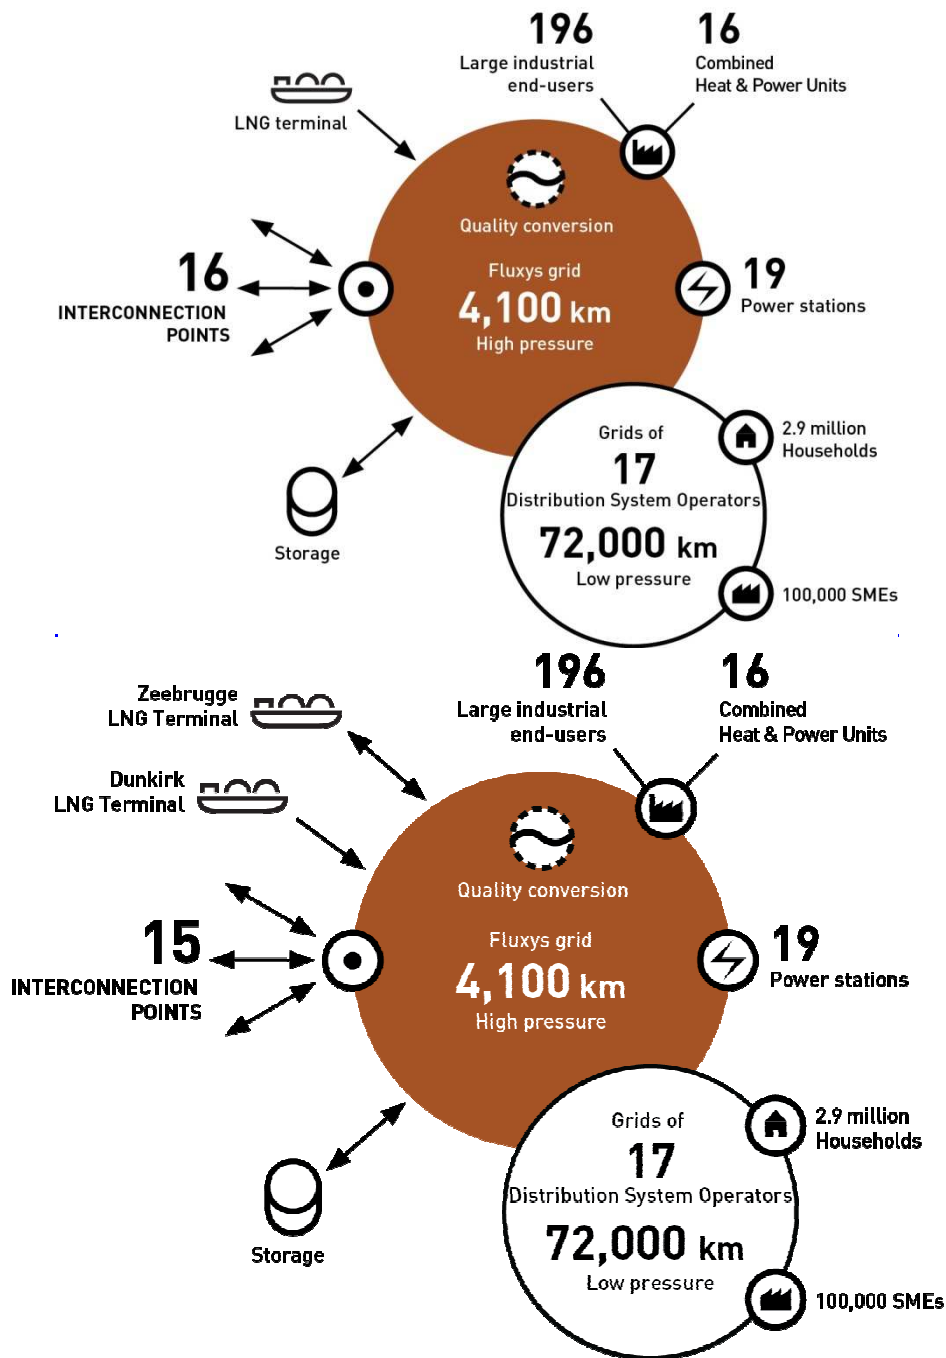 196
Large industrial
end-users
16
Combined
Heat & Power Units
LNG terminal
Quality conversion
16
INTERCONNECTION
POINTS
Fluxys grid
4,100 km
High pressure
19
Power stations
Grids of
17
Distribution System Operators
72,000 km
Low pressure
2.9 million
Households
Storage
100,000 SMEs
196
Large industrial
end-users
16
Combined
Heat & Power Units
Zeebrugge
LNG Terminal
Dunkirk
LNG Terminal
Quality conversion
15
INTERCONNECTION
POINTS
Fluxys grid
4,100 km
High pressure
19
Power stations
Grids of
17
Distribution System Operators
72,000 km
Low pressure
2.9 million
Households
Storage
100,000 SMEs